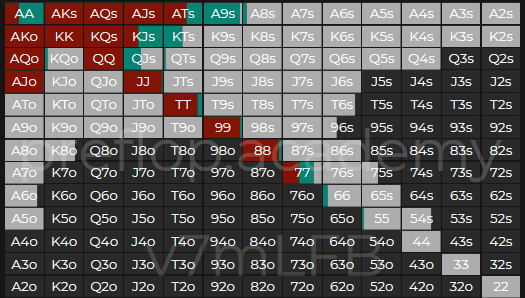 AA AKs AQs AJs ATs A9s A8s A7s A6s A5s A4s A3s A2s
AKo KK KQs KJs KTs K9s K8s K7s K6s K5s K4s K3s K2s
AQo KQo QQ QJs QTs Q9s Q8s Q7s Q6s Q5s Q4s Q3s Q2s
AJo KJo QJo JJ JTs J9s J8s J7s J6s J5s J4s J3s J2s
ATo KTo QTo JTo TT T9s T8s T7s T6s T5s T4s T3s T2s
A9o K9o Q9o J9o T9o 99 98s 97s 96s 95s 94s 93s 92s
A8o K8o Q8o J8o T8o 98o 88 87s 86s 85s 84s 83s 82s
preflop.academy
A7o K7o Q7o J7o T7o 97o 87o 77 76s 75s 74s 73s 72s
A6o K6o Q6o J6o T6o 96o 86o 76o 66 65s 64s 63s 62s
A5o K5o Q5o J5o T5o 95o 85o 75o 65o 55 54s 53s 52s
A4o K4o Q4o J4o T4o 94o 84o 74o 64o 54o 44 43s 42s
v7mLFB
A3o K3o Q3o J3o T3o 93o 83o 73o 63o 53o 43o 33 32s
A2o K2o Q2o J2o T2o 92o 82o 72o 62o 52o 42o 32o 22